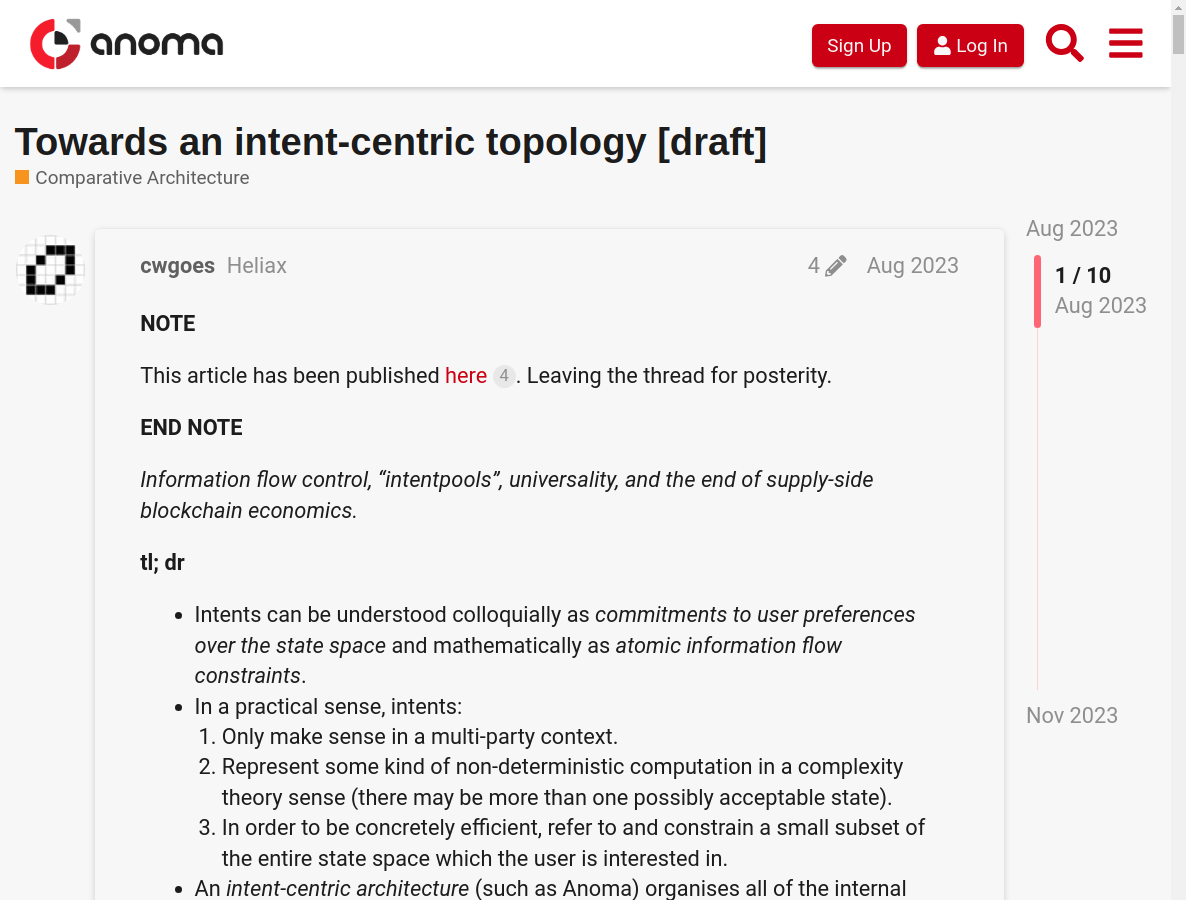 anoma
Sign Up
Log In
Towards an intent-centric topology [draft]
Comparative Architecture
Aug 2023
cwgoes Heliax 4 Aug 2023
1 / 10
Aug 2023
NOTE
This article has been published here 4. Leaving the thread for posterity.
END NOTE
Information flow control, “intentpools”, universality, and the end of supply-side
blockchain economics.
tl; dr
• Intents can be understood colloquially as commitments to user preferences
over the state space and mathematically as atomic information flow
constraints.
• In a practical sense, intents:
1. Only make sense in a multi-party context.
2. Represent some kind of non-deterministic computation in a complexity
theory sense (there may be more than one possibly acceptable state).
3. In order to be concretely efficient, refer to and constrain a small subset of
the entire state space which the user is interested in.
• An intent-centric architecture (such as Anoma) organises all of the internal
Nov 2023